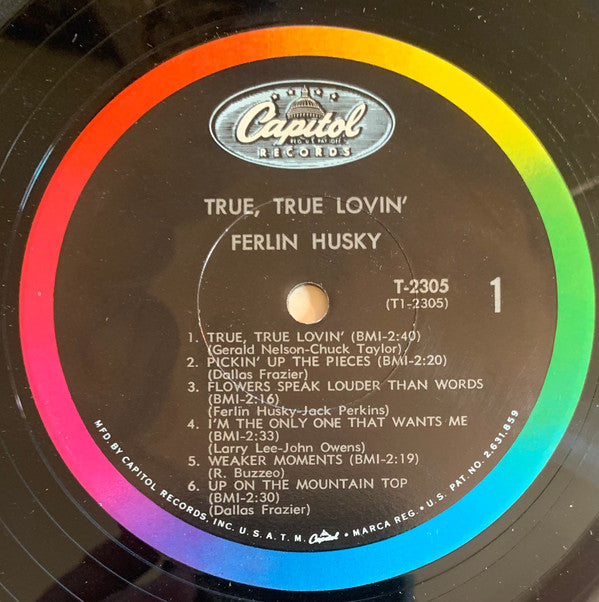 Capitol
REG. U.S. PAT. OFF.
RECORDS
TRUE, TRUE LOVIN'
FERLIN HUSKY
T-2305
(T1-2305)
1
1. TRUE, TRUE LOVIN' (BMI-2:40)
(Gerald Nelson-Chuck Taylor)
2. PICKIN' UP THE PIECES (BMI-2:20)
(Dallas Frazier)
3. FLOWERS SPEAK LOUDER THAN WORDS
(BMI-2:16)
(Ferlin Husky-Jack Perkins)
4. I'M THE ONLY ONE THAT WANTS ME
(BMI-2:33)
(Larry Lee-John Owens)
5. WEAKER MOMENTS (BMI-2:19)
(R. Buzzeo)
6. UP ON THE MOUNTAIN TOP
(BMI-2:30)
(Dallas Frazier)
MFD. BY CAPITOL RECORDS, INC. U.S.A. T.M. Capitol • MARCA REG. • U.S. PAT. NO. 2,631,859